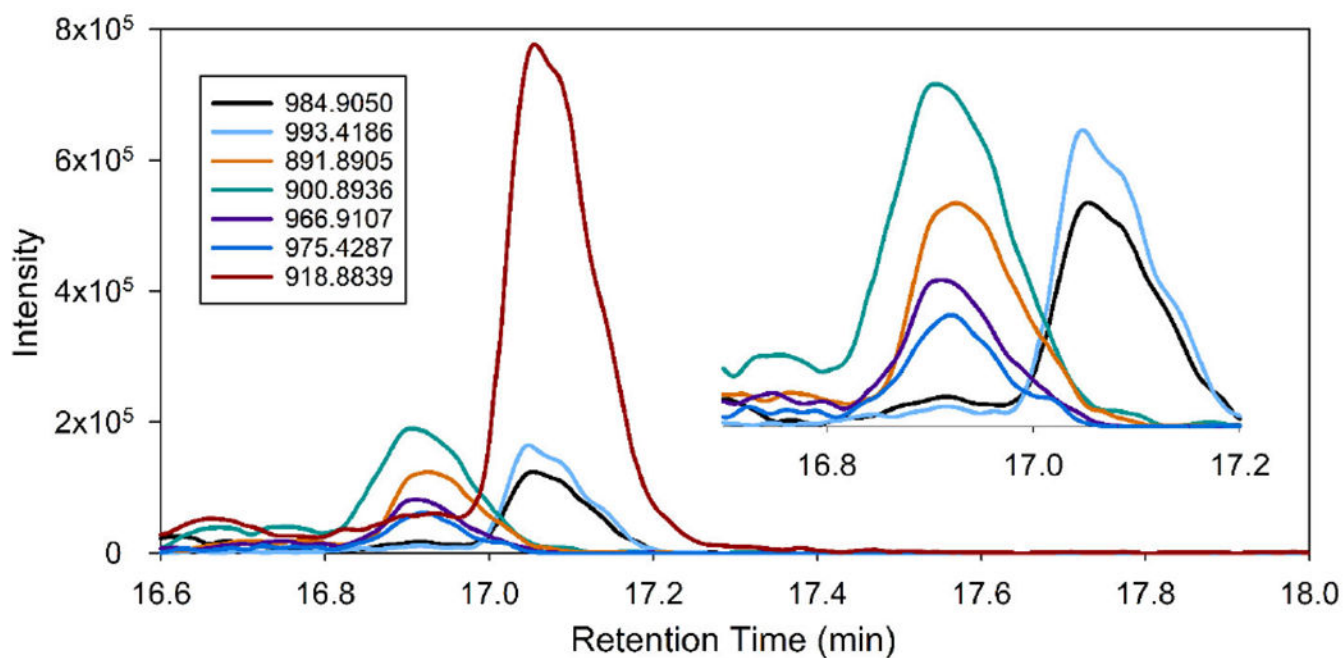 8x10⁵
984.9050
993.4186
891.8905
900.8936
966.9107
975.4287
918.8839
6x10⁵
4x10⁵
2x10⁵
0
Intensity
16.8 17.0 17.2
16.6 16.8 17.0 17.2 17.4 17.6 17.8 18.0
Retention Time (min)